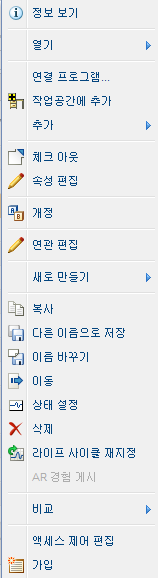 정보 보기
열기
연결 프로그램...
작업공간에 추가
추가
체크 아웃
속성 편집
개정
연관 편집
새로 만들기
복사
다른 이름으로 저장
이름 바꾸기
이동
상태 설정
삭제
라이프 사이클 재지정
AR 경험 게시
비교
액세스 제어 편집
가입